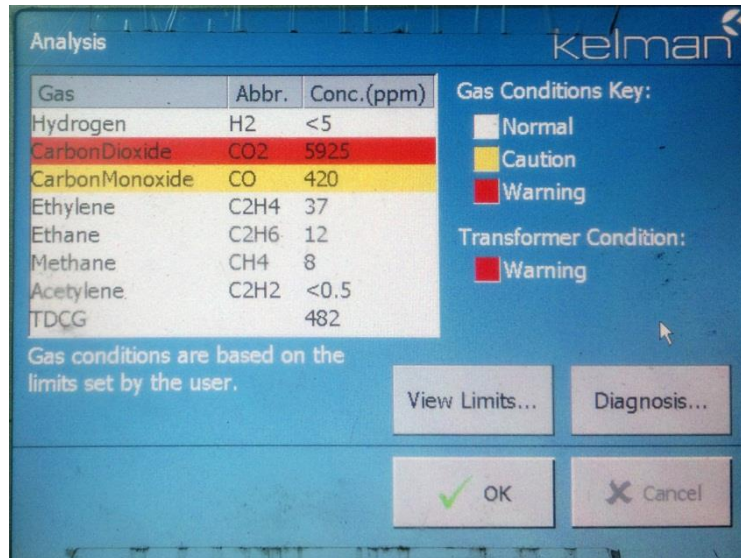 Analysis
kelman
Gas Abbr. Conc.(ppm)
Hydrogen H2 <5
CarbonDioxide CO2 5925
CarbonMonoxide CO 420
Ethylene C2H4 37
Ethane C2H6 12
Methane CH4 8
Acetylene C2H2 <0.5
TDCG 482
Gas conditions are based on the
limits set by the user.
Gas Conditions Key:
Normal
Caution
Warning
Transformer Condition:
Warning
View Limits...
Diagnosis...
OK
Cancel